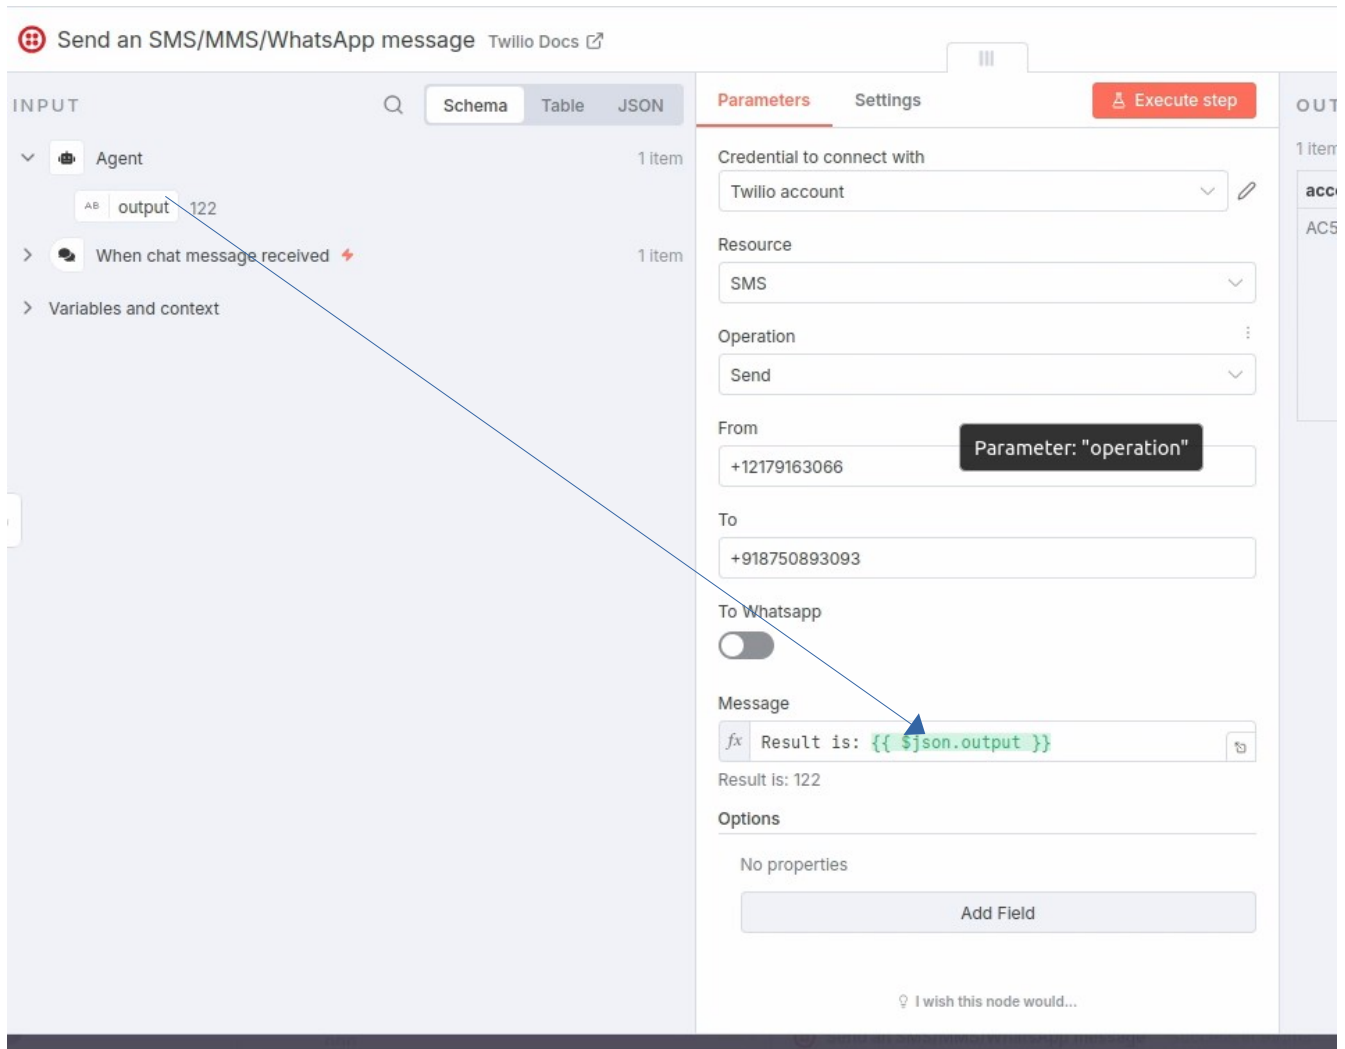 Send an SMS/MMS/WhatsApp message Twilio Docs
INPUT
Schema Table JSON
Agent 1 item
AB output 122
When chat message received 1 item
Variables and context
Parameters Settings Execute step
Credential to connect with
Twilio account
Resource
SMS
Operation
Send
From
+12179163066
Parameter: "operation"
To
+918750893093
To Whatsapp
Message
fx Result is: {{ $json.output }}
Result is: 122
Options
No properties
Add Field
I wish this node would...
OUT
1 item
acc
AC5